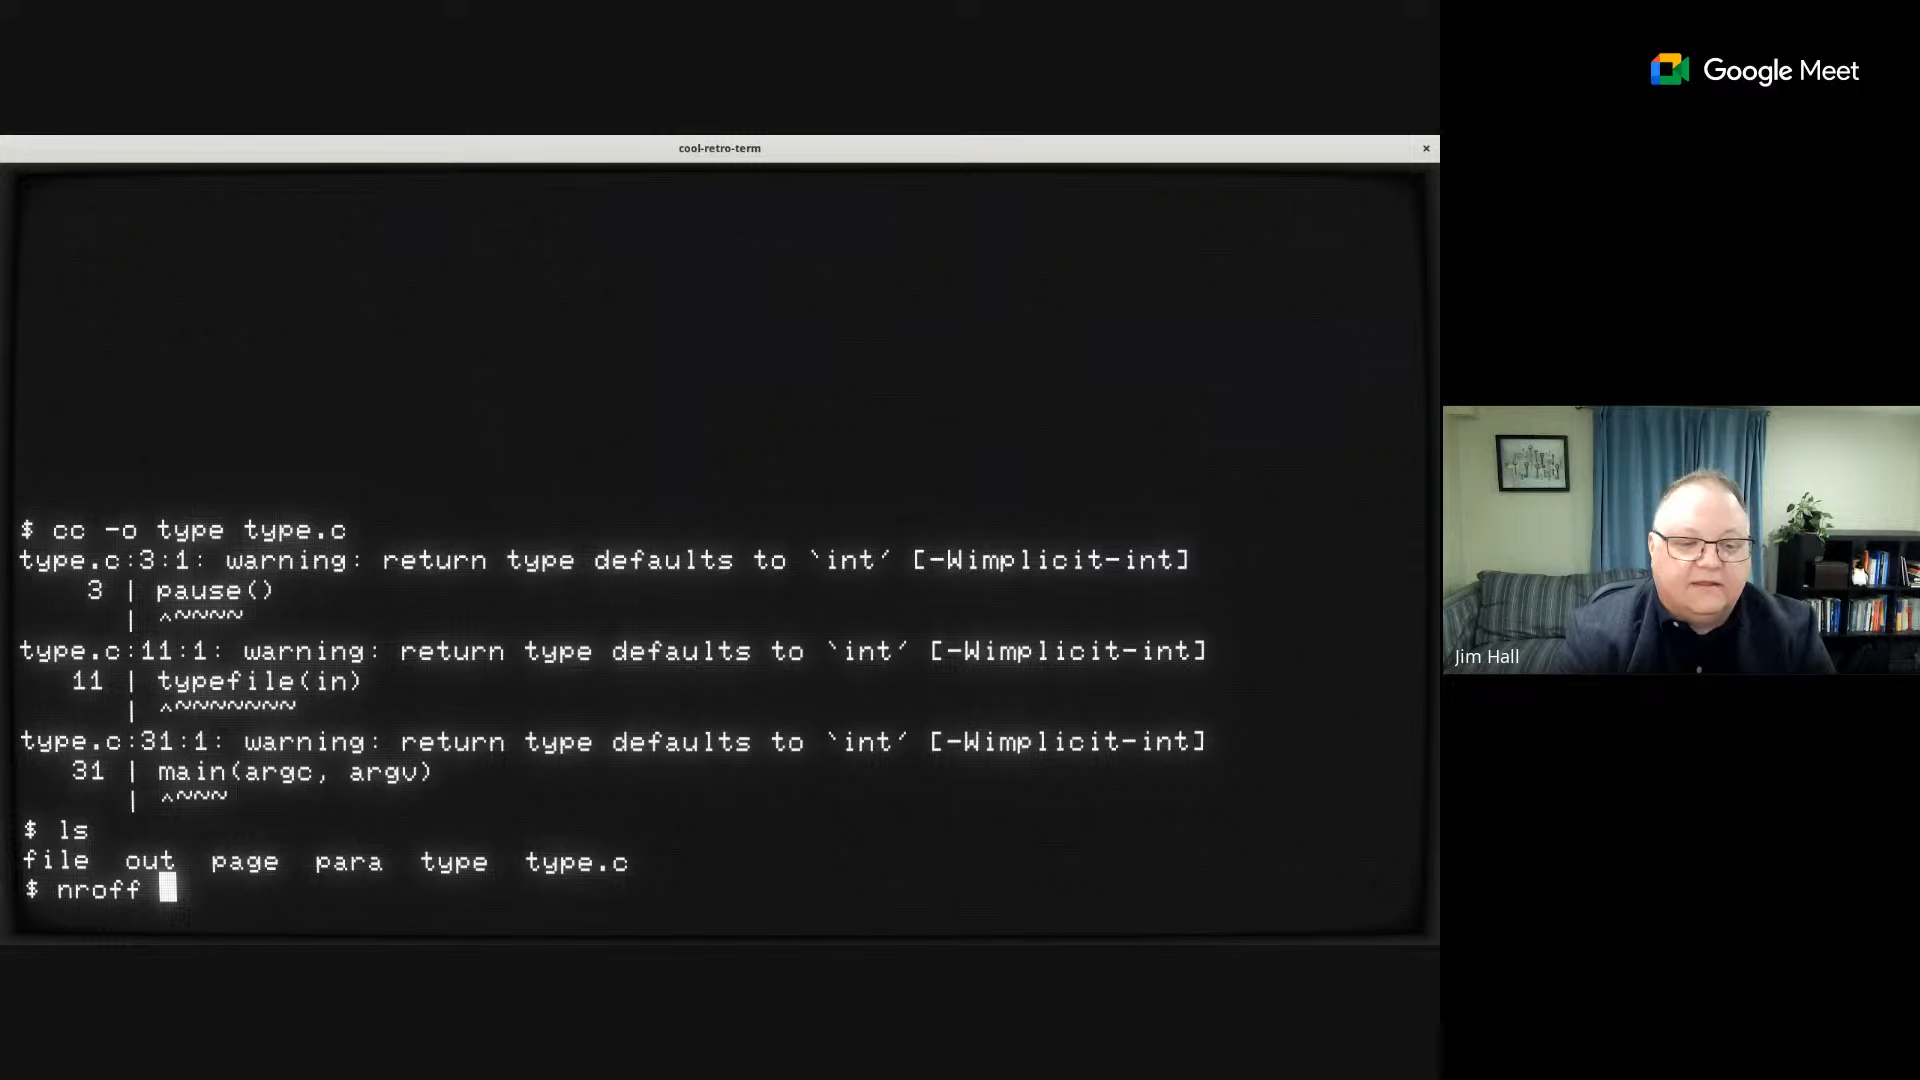 Google Meet
cool-retro-term ×
$ cc -o type type.c
type.c:3:1: warning: return type defaults to `int´ [-Wimplicit-int]
3 | pause()
| ^~~~~
type.c:11:1: warning: return type defaults to `int´ [-Wimplicit-int]
11 | typefile(in)
| ^~~~~~~~
type.c:31:1: warning: return type defaults to `int´ [-Wimplicit-int]
31 | main(argc, argv)
| ^~~~
$ ls
file out page para type type.c
$ nroff
Jim Hall